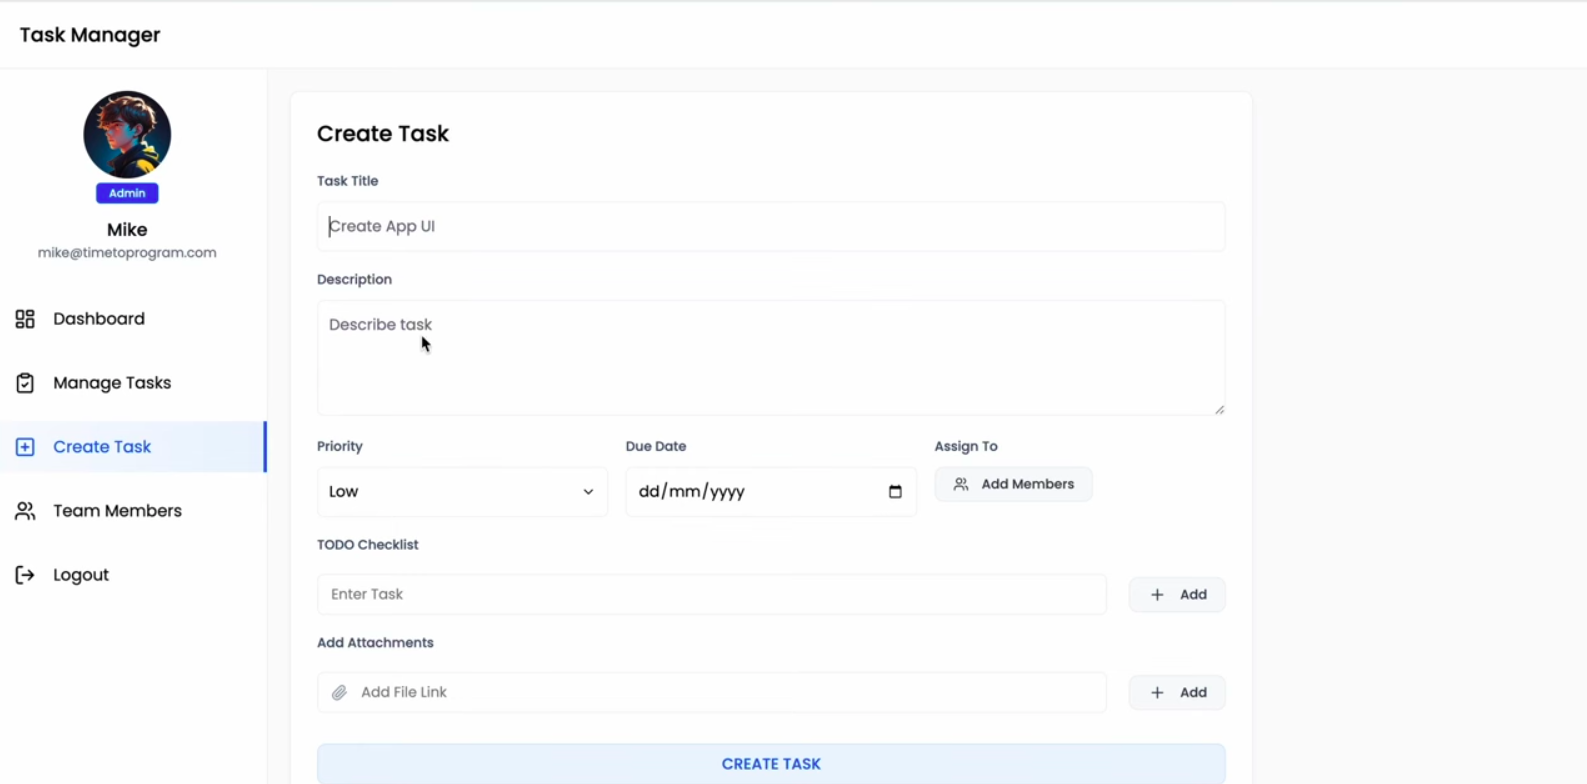 Task Manager
Admin
Mike
mike@timetoprogram.com
Dashboard
Manage Tasks
Create Task
Team Members
Logout
Create Task
Task Title
Create App UI
Description
Describe task
Priority Due Date Assign To
Low dd/mm/yyyy Add Members
TODO Checklist
Enter Task + Add
Add Attachments
Add File Link + Add
CREATE TASK